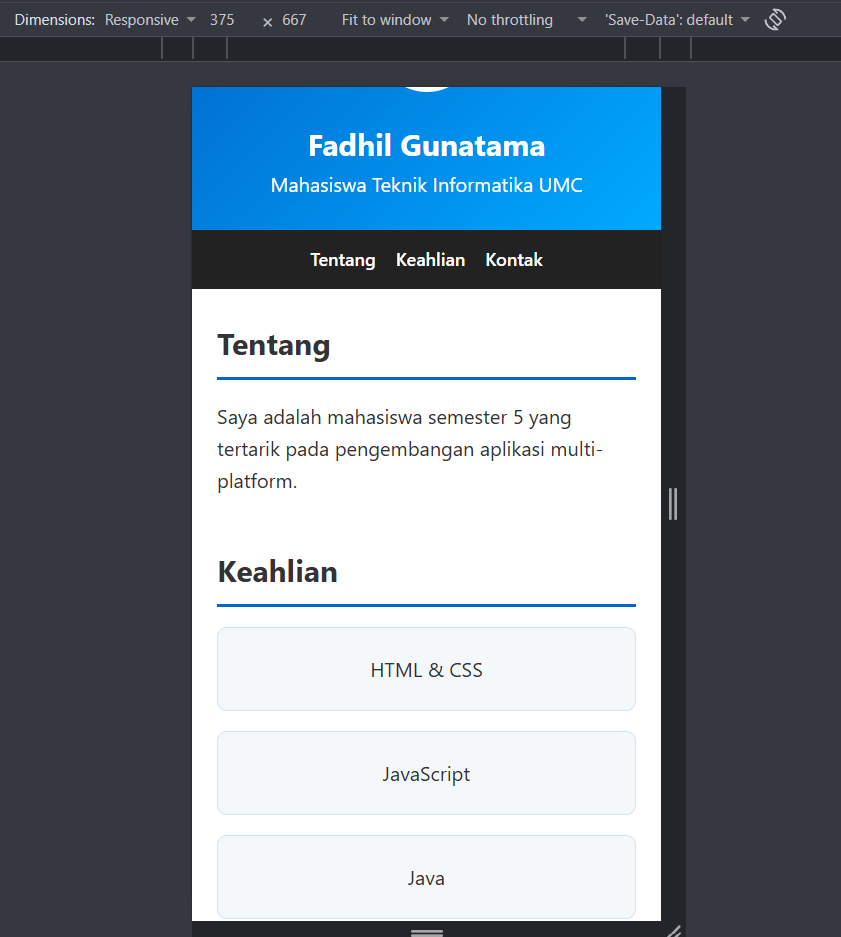 Dimensions: Responsive 375 × 667 Fit to window No throttling 'Save-Data': default
Fadhil Gunatama
Mahasiswa Teknik Informatika UMC
Tentang Keahlian Kontak
Tentang
Saya adalah mahasiswa semester 5 yang
tertarik pada pengembangan aplikasi multi-
platform.
Keahlian
HTML & CSS
JavaScript
Java